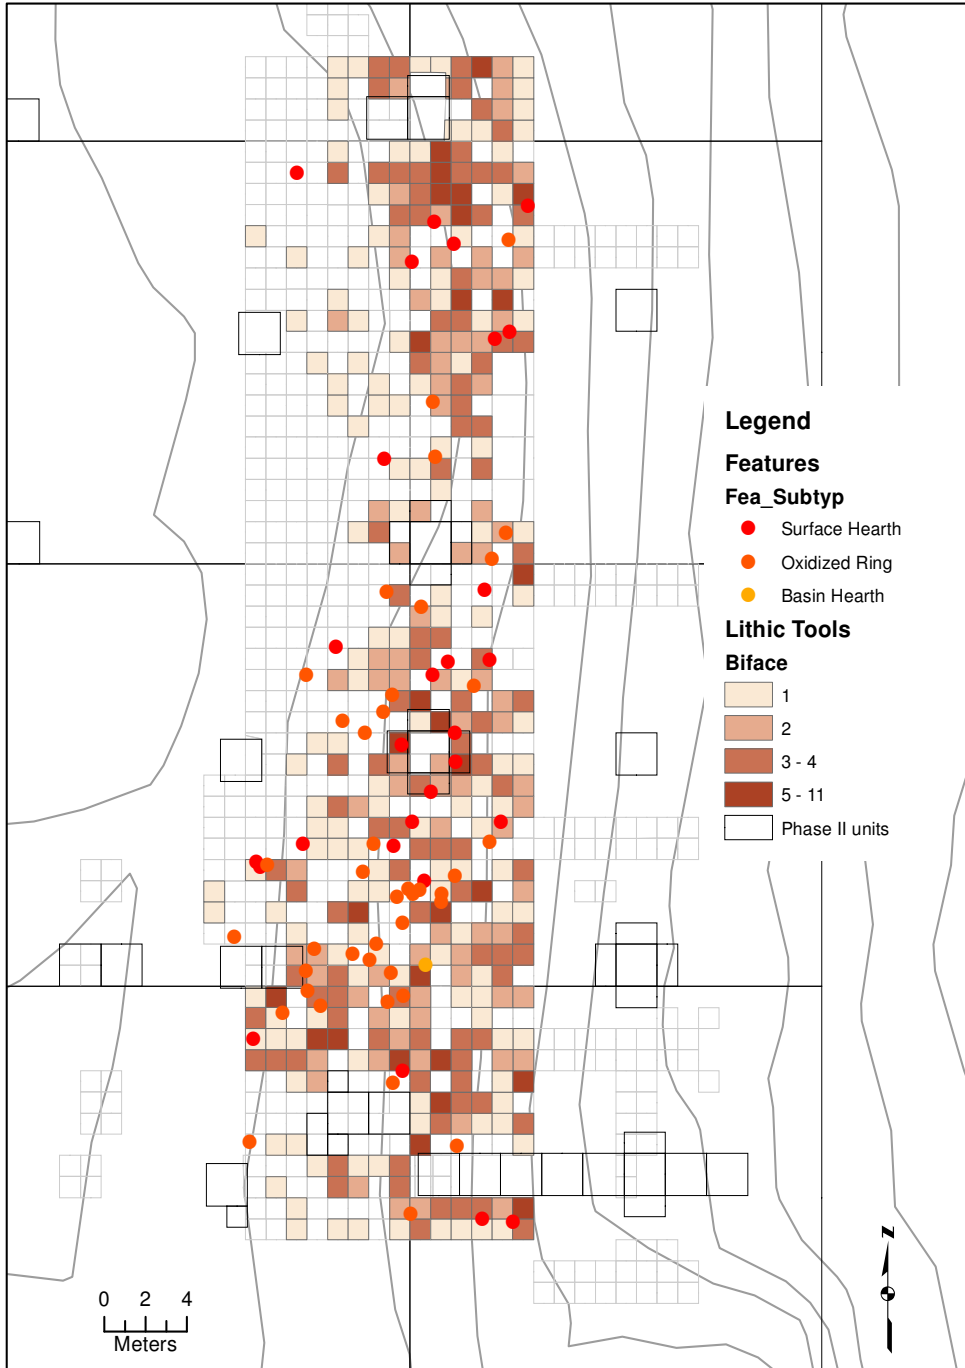 Legend
Features
Fea_Subtyp
Surface Hearth
Oxidized Ring
Basin Hearth
Lithic Tools
Biface
1
2
3 - 4
5 - 11
Phase II units
N
0 2 4
Meters